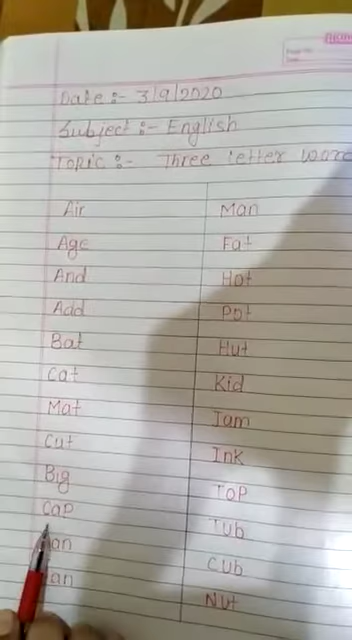 Date :- 3/9/2020
Subject :- English
Topic :- Three letter
Air
Age
And
Add
Bat
Cat
Mat
Cut
Big
Cap
Man
Fat
Hot
Pot
Hut
Kid
Jam
Ink
Top
Tub
Cub
Nut